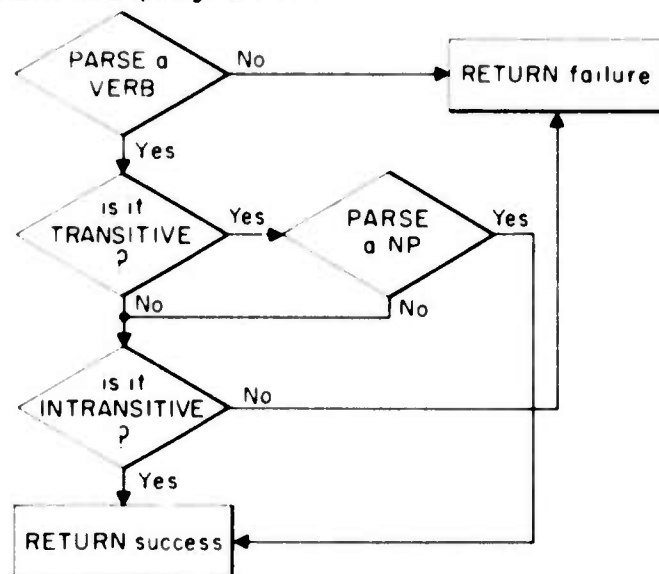 PARSE a
VERB
No
RETURN failure
Yes
is it
TRANSITIVE
?
Yes
PARSE
a NP
Yes
No
No
is it
INTRANSITIVE
?
No
Yes
RETURN success